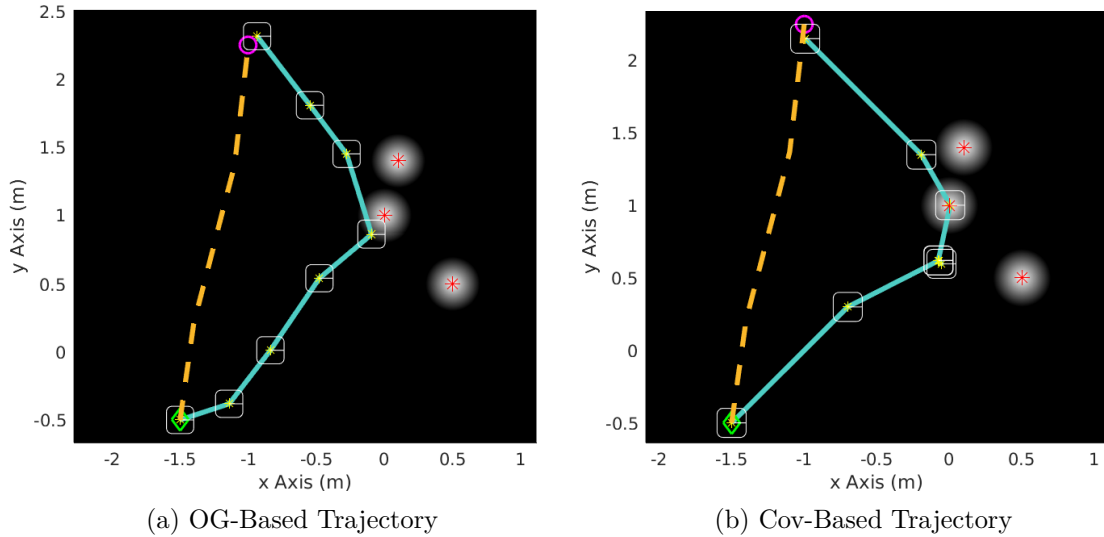 2.5
2
1.5
1
0.5
0
-0.5
y Axis (m)
-2 -1.5 -1 -0.5 0 0.5 1
x Axis (m)
(a) OG-Based Trajectory
2
1.5
1
0.5
0
-0.5
y Axis (m)
-2 -1.5 -1 -0.5 0 0.5 1
x Axis (m)
(b) Cov-Based Trajectory